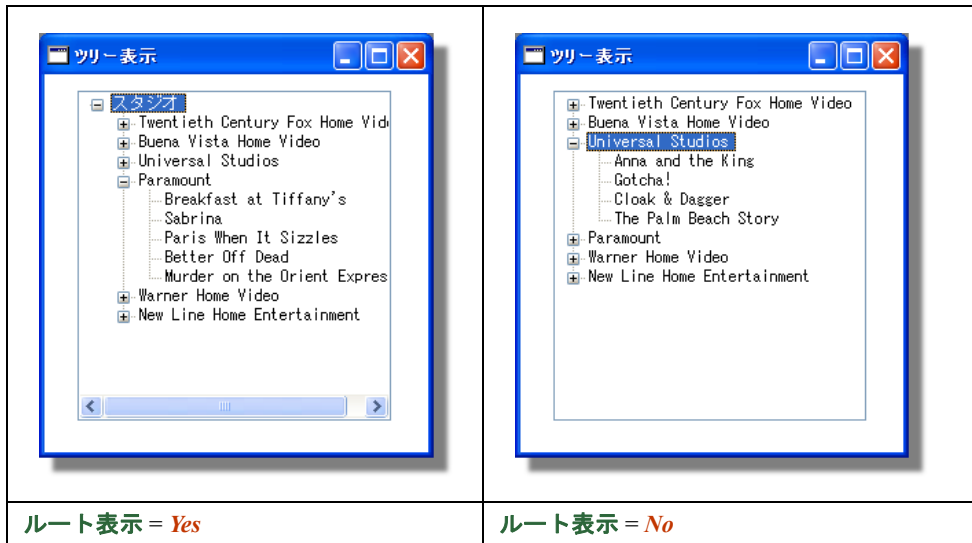 ツリー表示
スタジオ
Twentieth Century Fox Home Vid
Buena Vista Home Video
Universal Studios
Paramount
Breakfast at Tiffany's
Sabrina
Paris When It Sizzles
Better Off Dead
Murder on the Orient Expres
Warner Home Video
New Line Home Entertainment
ルート表示 = Yes
ツリー表示
Twentieth Century Fox Home Video
Buena Vista Home Video
Universal Studios
Anna and the King
Gotcha!
Cloak & Dagger
The Palm Beach Story
Paramount
Warner Home Video
New Line Home Entertainment
ルート表示 = No